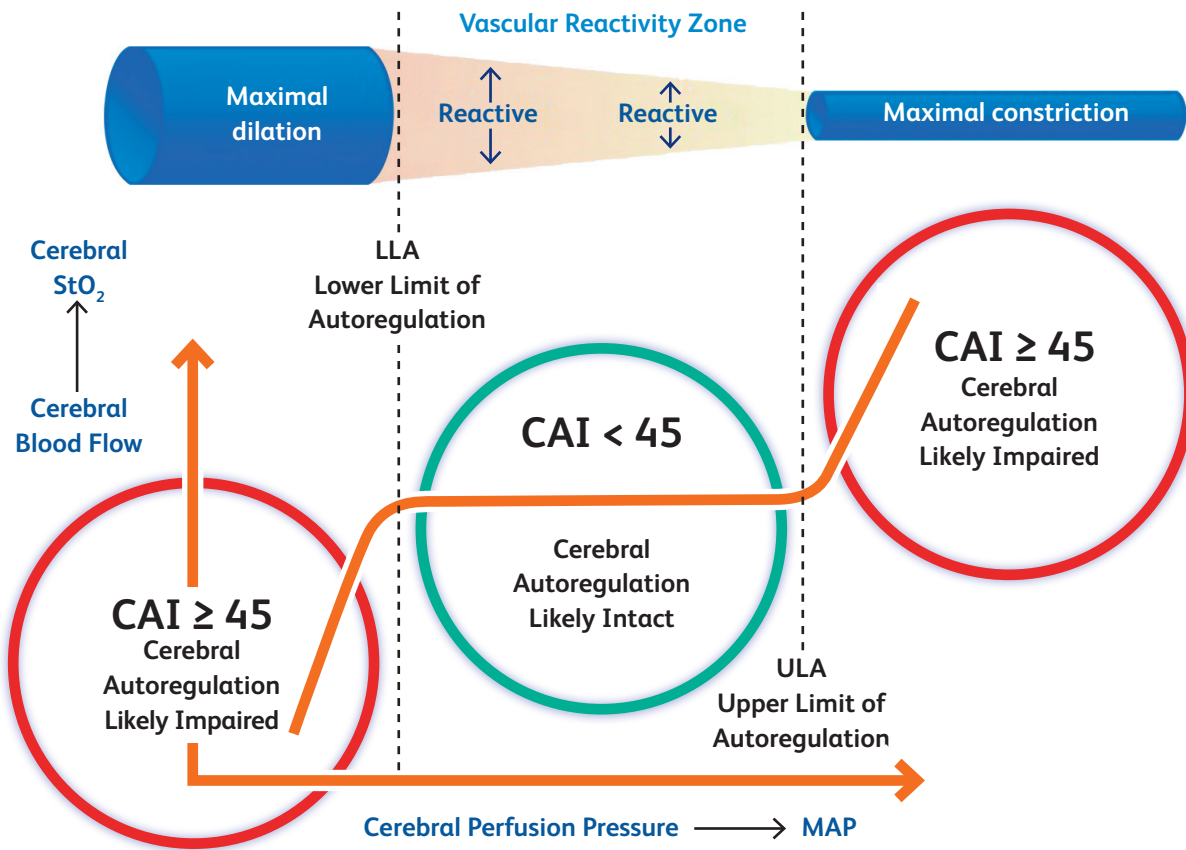 Vascular Reactivity Zone
Maximal
dilation
Reactive
Reactive
Maximal constriction
Cerebral
StO₂
Cerebral
Blood Flow
LLA
Lower Limit of
Autoregulation
CAI ≥ 45
Cerebral
Autoregulation
Likely Impaired
CAI < 45
Cerebral
Autoregulation
Likely Intact
CAI ≥ 45
Cerebral
Autoregulation
Likely Impaired
ULA
Upper Limit of
Autoregulation
Cerebral Perfusion Pressure → MAP